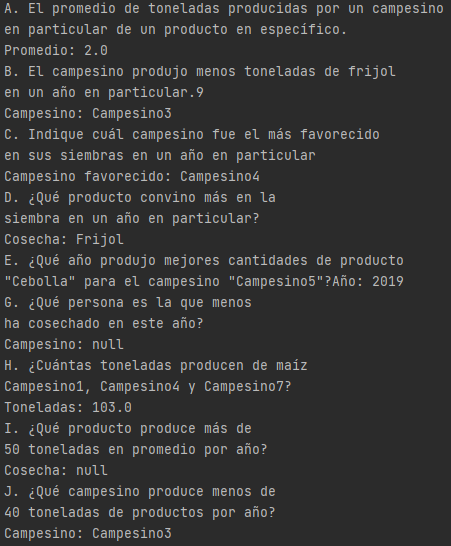 A. El promedio de toneladas producidas por un campesino
en particular de un producto en específico.
Promedio: 2.0
B. El campesino produjo menos toneladas de frijol
en un año en particular.9
Campesino: Campesino3
C. Indique cuál campesino fue el más favorecido
en sus siembras en un año en particular
Campesino favorecido: Campesino4
D. ¿Qué producto convino más en la
siembra en un año en particular?
Cosecha: Frijol
E. ¿Qué año produjo mejores cantidades de producto
"Cebolla" para el campesino "Campesino5"?Año: 2019
G. ¿Qué persona es la que menos
ha cosechado en este año?
Campesino: null
H. ¿Cuántas toneladas producen de maíz
Campesino1, Campesino4 y Campesino7?
Toneladas: 103.0
I. ¿Qué producto produce más de
50 toneladas en promedio por año?
Cosecha: null
J. ¿Qué campesino produce menos de
40 toneladas de productos por año?
Campesino: Campesino3